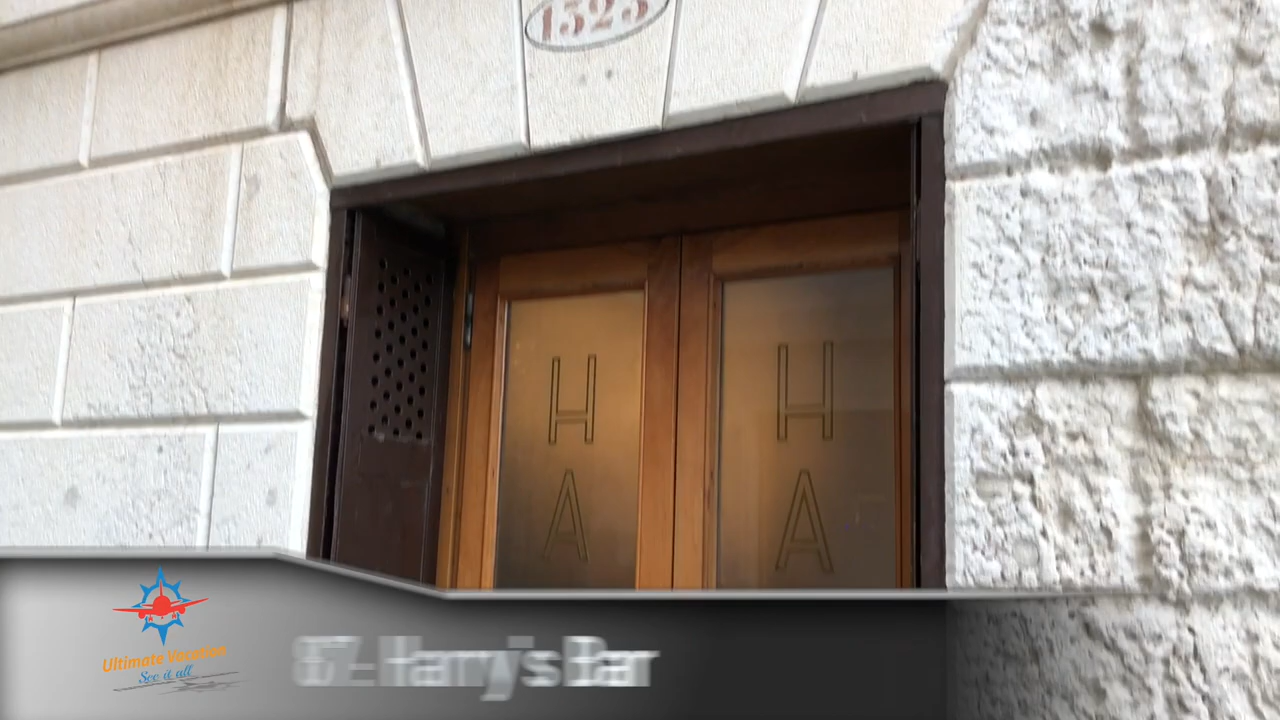 1323
H H
A A
Ultimate Vacation
See it all
87- Harry's Bar